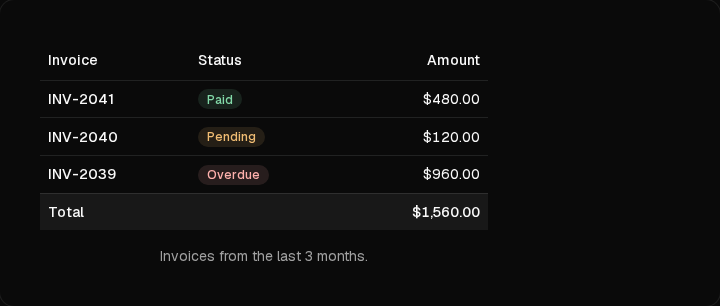 Invoice Status Amount
INV-2041 Paid $480.00
INV-2040 Pending $120.00
INV-2039 Overdue $960.00
Total $1,560.00
Invoices from the last 3 months.